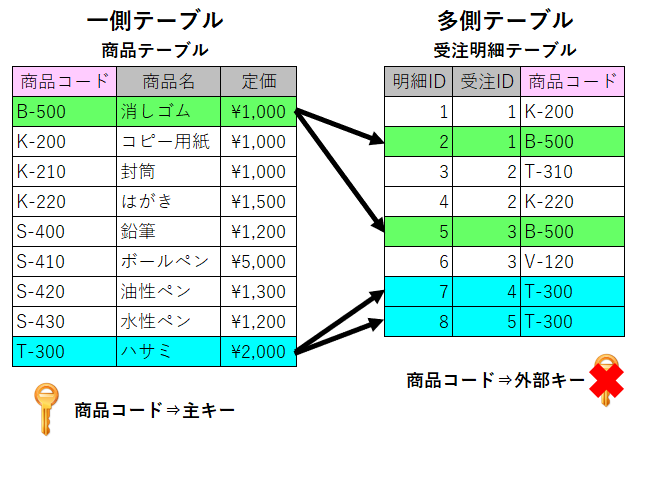 一側テーブル
商品テーブル
商品コード 商品名 定価
B-500 消しゴム ¥1,000
K-200 コピー用紙 ¥1,000
K-210 封筒 ¥1,000
K-220 はがき ¥1,500
S-400 鉛筆 ¥1,200
S-410 ボールペン ¥5,000
S-420 油性ペン ¥1,300
S-430 水性ペン ¥1,200
T-300 ハサミ ¥2,000
商品コード⇒主キー
多側テーブル
受注明細テーブル
明細ID 受注ID 商品コード
1 1 K-200
2 1 B-500
3 2 T-310
4 2 K-220
5 3 B-500
6 3 V-120
7 4 T-300
8 5 T-300
商品コード⇒外部キー